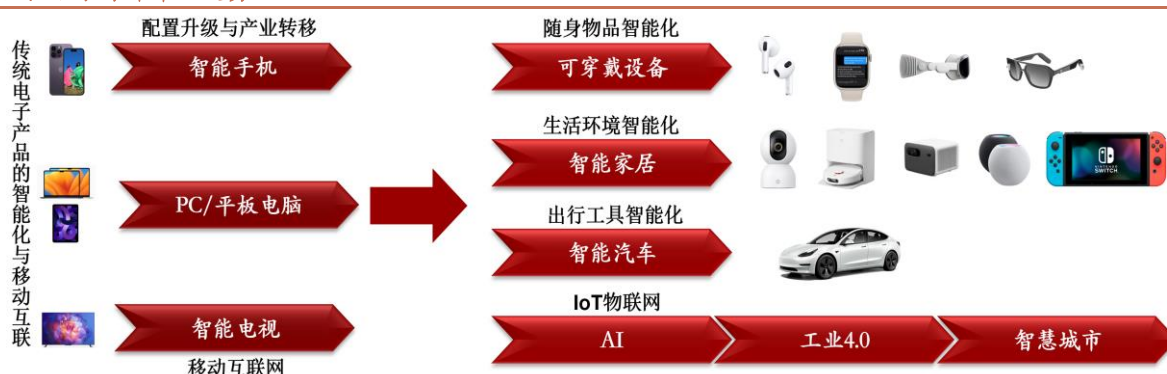 传统电子产品的智能化与移动互联
配置升级与产业转移
智能手机
PC/平板电脑
智能电视
移动互联网
随身物品智能化
可穿戴设备
生活环境智能化
智能家居
NINTENDO
SWITCH
出行工具智能化
智能汽车
IoT物联网
AI
工业4.0
智慧城市